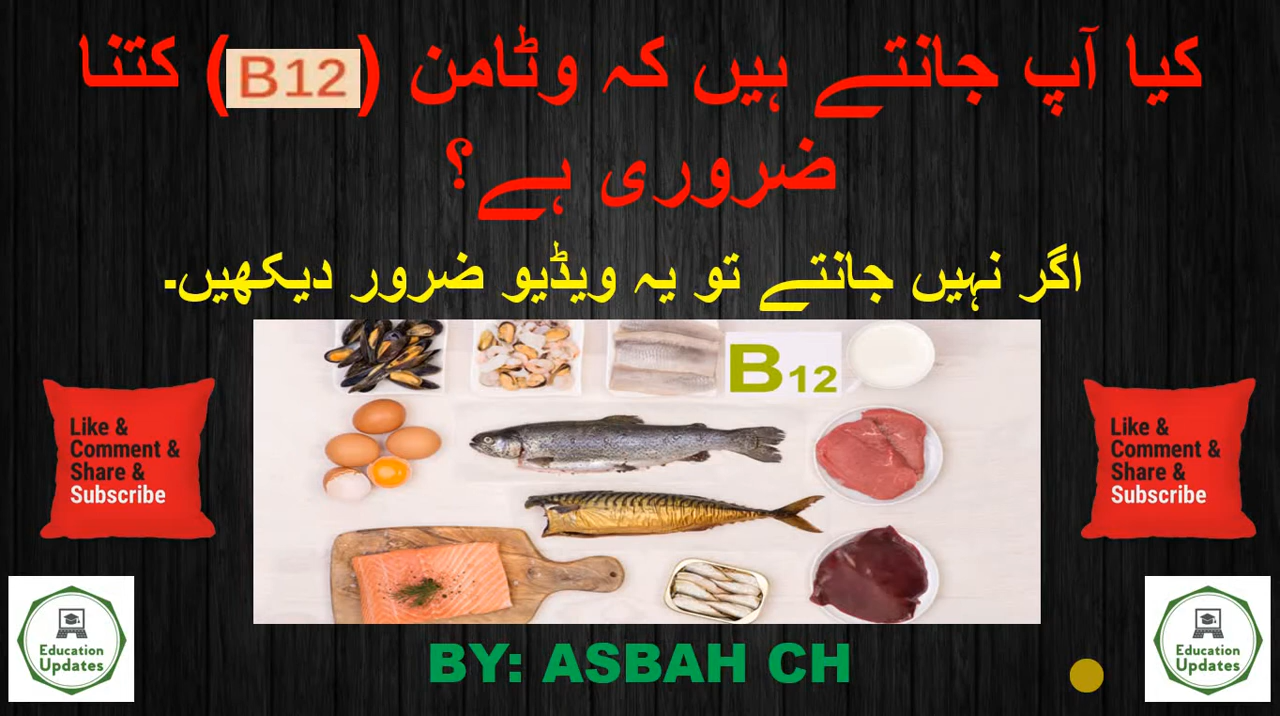 کیا آپ جانتے ہیں کہ وٹامن (B12) کتنا
ضروری ہے؟
اگر نہیں جانتے تو یہ ویڈیو ضرور دیکھیں۔
B12
Like &
Comment &
Share &
Subscribe
Like &
Comment &
Share &
Subscribe
Education
Updates
BY: ASBAH CH
Education
Updates